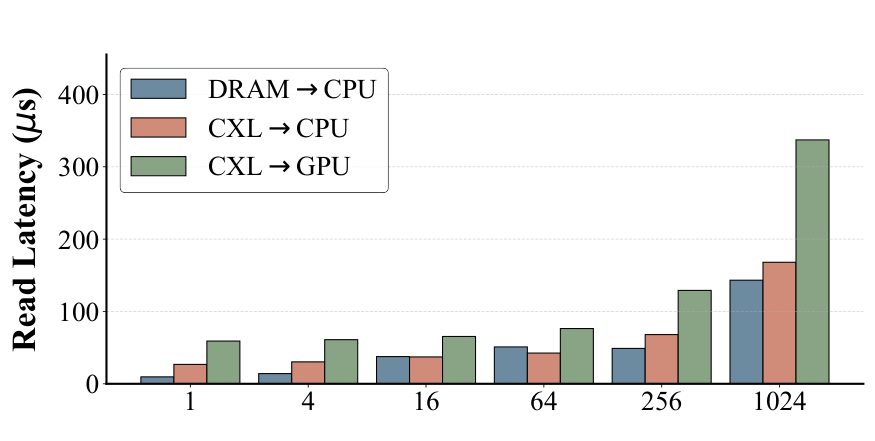 Read Latency (μs)
400
300
200
100
0
DRAM → CPU
CXL → CPU
CXL → GPU
1 4 16 64 256 1024